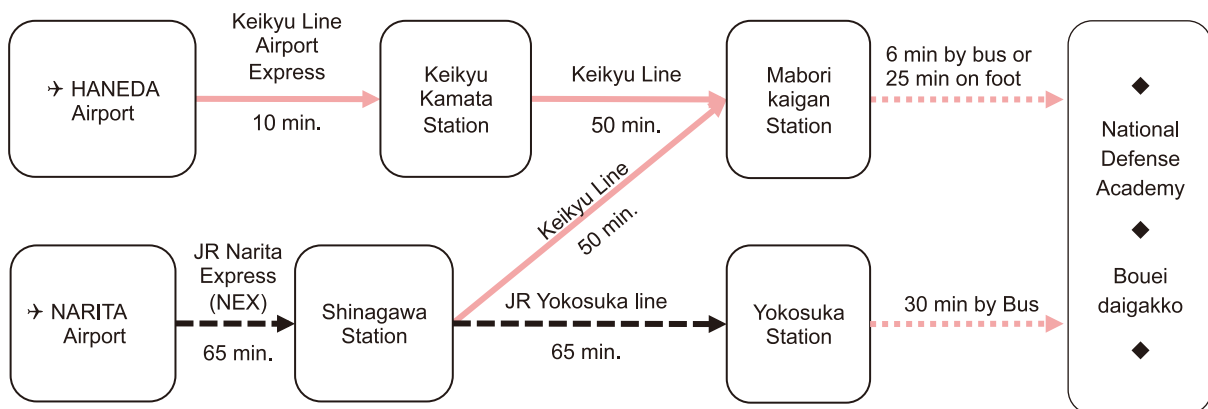 ✈ HANEDA
Airport
Keikyu Line
Airport
Express
10 min.
Keikyu
Kamata
Station
Keikyu Line
50 min.
Mabori
kaigan
Station
6 min by bus or
25 min on foot
◆
National
Defense
Academy
◆
Bouei
daigakko
◆
Keikyu Line
50 min.
✈ NARITA
Airport
JR Narita
Express
(NEX)
65 min.
Shinagawa
Station
JR Yokosuka line
65 min.
Yokosuka
Station
30 min by Bus